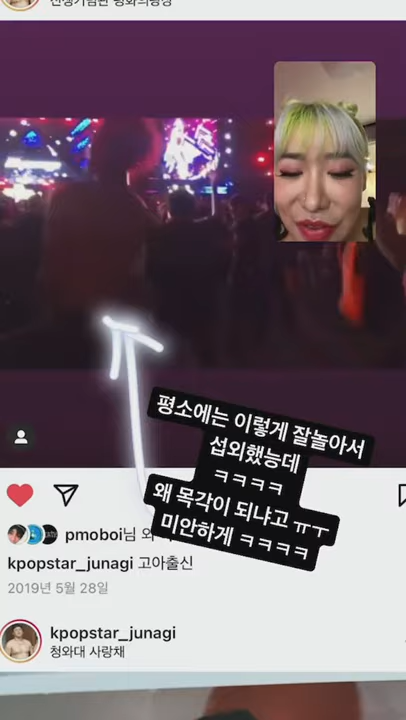 평소에는 이렇게 잘놀아서
섭외했능데
ㅋㅋㅋㅋ
왜 목각이 되냐고 ㅠㅜ
미안하게 ㅋㅋㅋㅋ
pmoboi님 외
kpopstar_junagi 고아출신
2019년 5월 28일
kpopstar_junagi
청와대 사랑채